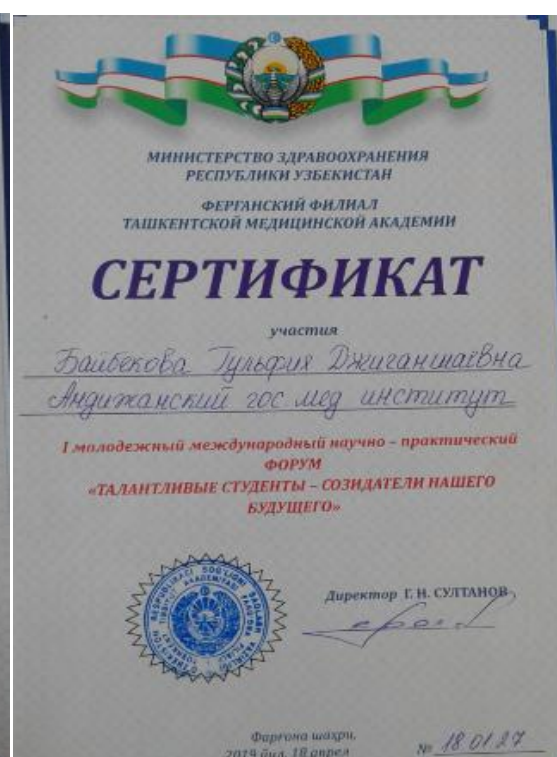 МИНИСТЕРСТВО ЗДРАВООХРАНЕНИЯ
РЕСПУБЛИКИ УЗБЕКИСТАН
ФЕРГАНСКИЙ ФИЛИАЛ
ТАШКЕНТСКОЙ МЕДИЦИНСКОЙ АКАДЕМИИ
СЕРТИФИКАТ
участия
Байбекова Гульфия Джиганшаевна
Андижанский гос. мед институт
I молодежный международный научно – практический
ФОРУМ
«ТАЛАНТЛИВЫЕ СТУДЕНТЫ – СОЗИДАТЕЛИ НАШЕГО
БУДУЩЕГО»
Директор Г. Н. СУЛТАНОВ
Фарғона шаҳри,
2019 йил, 18 апрел
№ 18.01.27